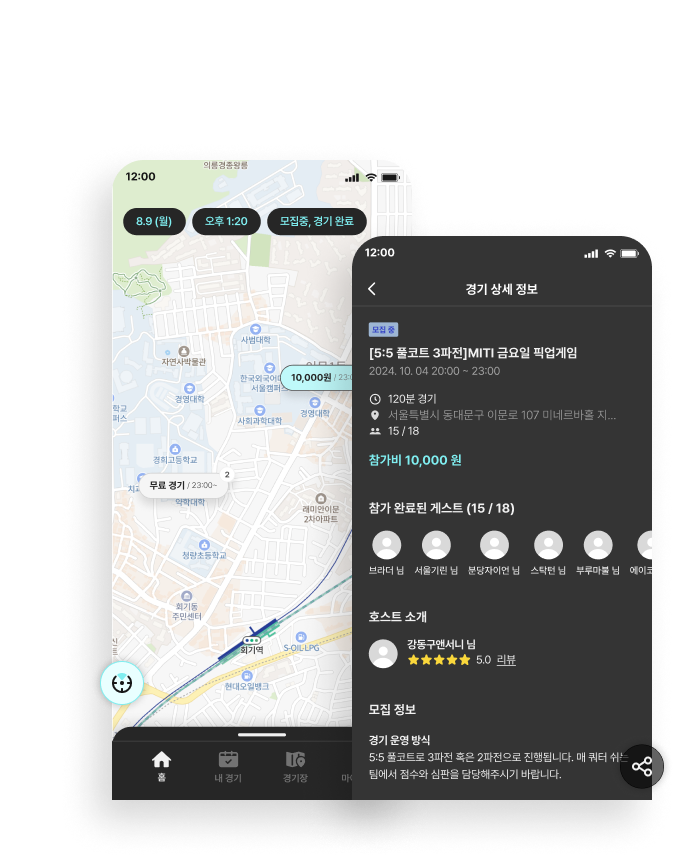 의릉경종왕릉
12:00
8.9 (월)
오후 1:20
모집중, 경기 완료
사범대학
자연사박물관
한국외국어대
서울캠퍼스
10,000원 / 23:0
경영대학
경영대학
사회과학대학
학교
퍼스
경희고등학교
무료 경기 / 23:00~
2
약학대학
래미안이문
2차아파트
청량초등학교
회기동
주민센터
회기역
S-OIL·LPG
현대오일뱅크
홈
내 경기
경기장
12:00
경기 상세 정보
모집 중
[5:5 풀코트 3파전]MITI 금요일 픽업게임
2024. 10. 04 20:00 ~ 23:00
120분 경기
서울특별시 동대문구 이문로 107 미네르바홀 지...
15 / 18
참가비 10,000 원
참가 완료된 게스트 (15 / 18)
브라더 님
서울기린 님
분당자이언 님
스탁턴 님
부루마불 님
에이코
호스트 소개
강동구앤서니 님
5.0 리뷰
모집 정보
경기 운영 방식
5:5 풀코트로 3파전 혹은 2파전으로 진행됩니다. 매 쿼터 쉬는
팀에서 점수와 심판을 담당해주시기 바랍니다.